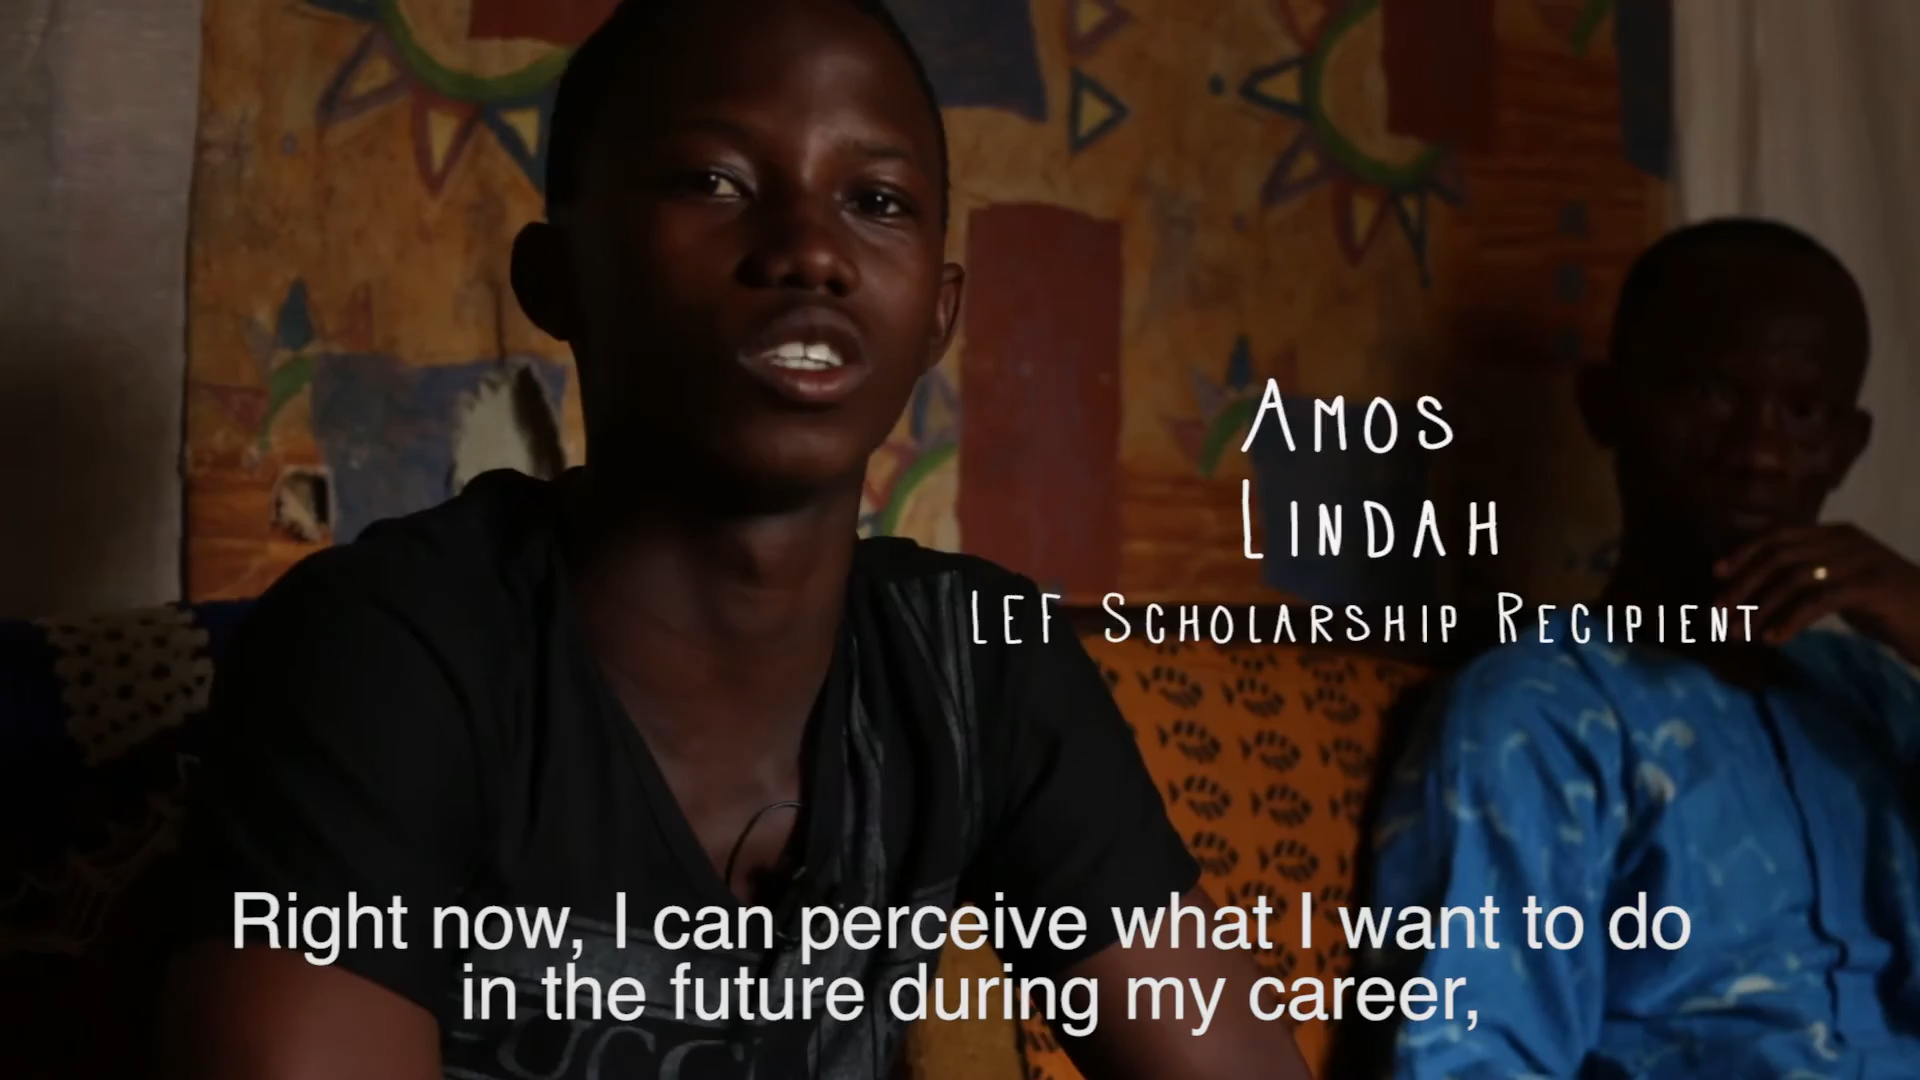 Amos
Lindah
LEF Scholarship Recipient
Right now, I can perceive what I want to do
in the future during my career,